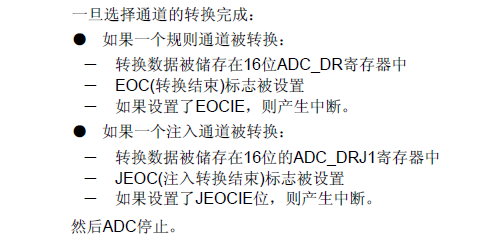 一旦选择通道的转换完成：
● 如果一个规则通道被转换：
─ 转换数据被储存在16位ADC_DR寄存器中
─ EOC(转换结束)标志被设置
─ 如果设置了EOCIE，则产生中断。
● 如果一个注入通道被转换：
─ 转换数据被储存在16位的ADC_DRJ1寄存器中
─ JEOC(注入转换结束)标志被设置
─ 如果设置了JEOCIE位，则产生中断。
然后ADC停止。